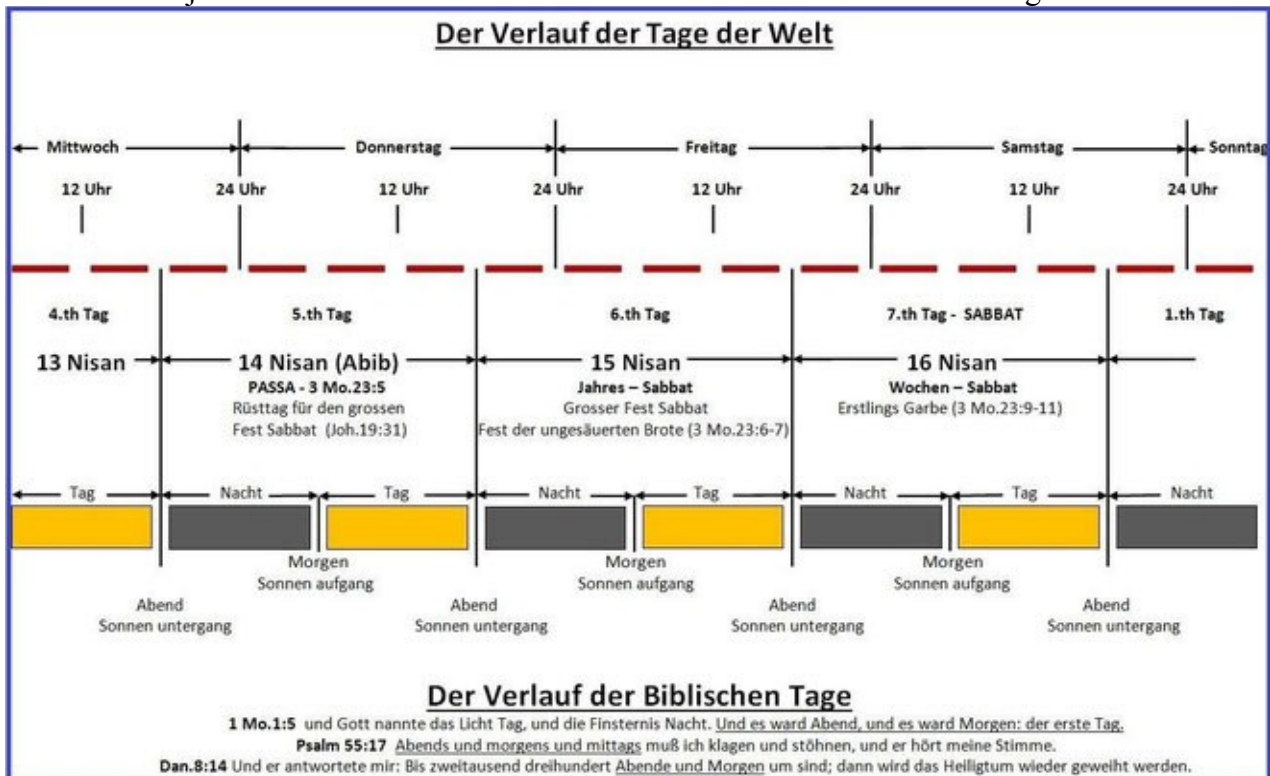 Der Verlauf der Tage der Welt
Mittwoch Donnerstag Freitag Samstag Sonntag
12 Uhr 24 Uhr 12 Uhr 24 Uhr 12 Uhr 24 Uhr 12 Uhr 24 Uhr
4.th Tag 5.th Tag 6.th Tag 7.th Tag - SABBAT 1.th Tag
13 Nisan 14 Nisan (Abib) 15 Nisan 16 Nisan
PASSA - 3 Mo.23:5 Jahres – Sabbat Wochen – Sabbat
Rüsttag für den grossen Grosser Fest Sabbat Erstlings Garbe (3 Mo.23:9-11)
Fest Sabbat (Joh.19:31) Fest der ungesäuerten Brote (3 Mo.23:6-7)
Tag Nacht Tag Nacht Tag Nacht Tag Nacht
Morgen Morgen Morgen
Sonnen aufgang Sonnen aufgang Sonnen aufgang
Abend Abend Abend Abend
Sonnen untergang Sonnen untergang Sonnen untergang Sonnen untergang
Der Verlauf der Biblischen Tage
1 Mo.1:5 und Gott nannte das Licht Tag, und die Finsternis Nacht. Und es ward Abend, und es ward Morgen: der erste Tag.
Psalm 55:17 Abends und morgens und mittags muß ich klagen und stöhnen, und er hört meine Stimme.
Dan.8:14 Und er antwortete mir: Bis zweitausend dreihundert Abende und Morgen um sind; dann wird das Heiligtum wieder geweiht werden.